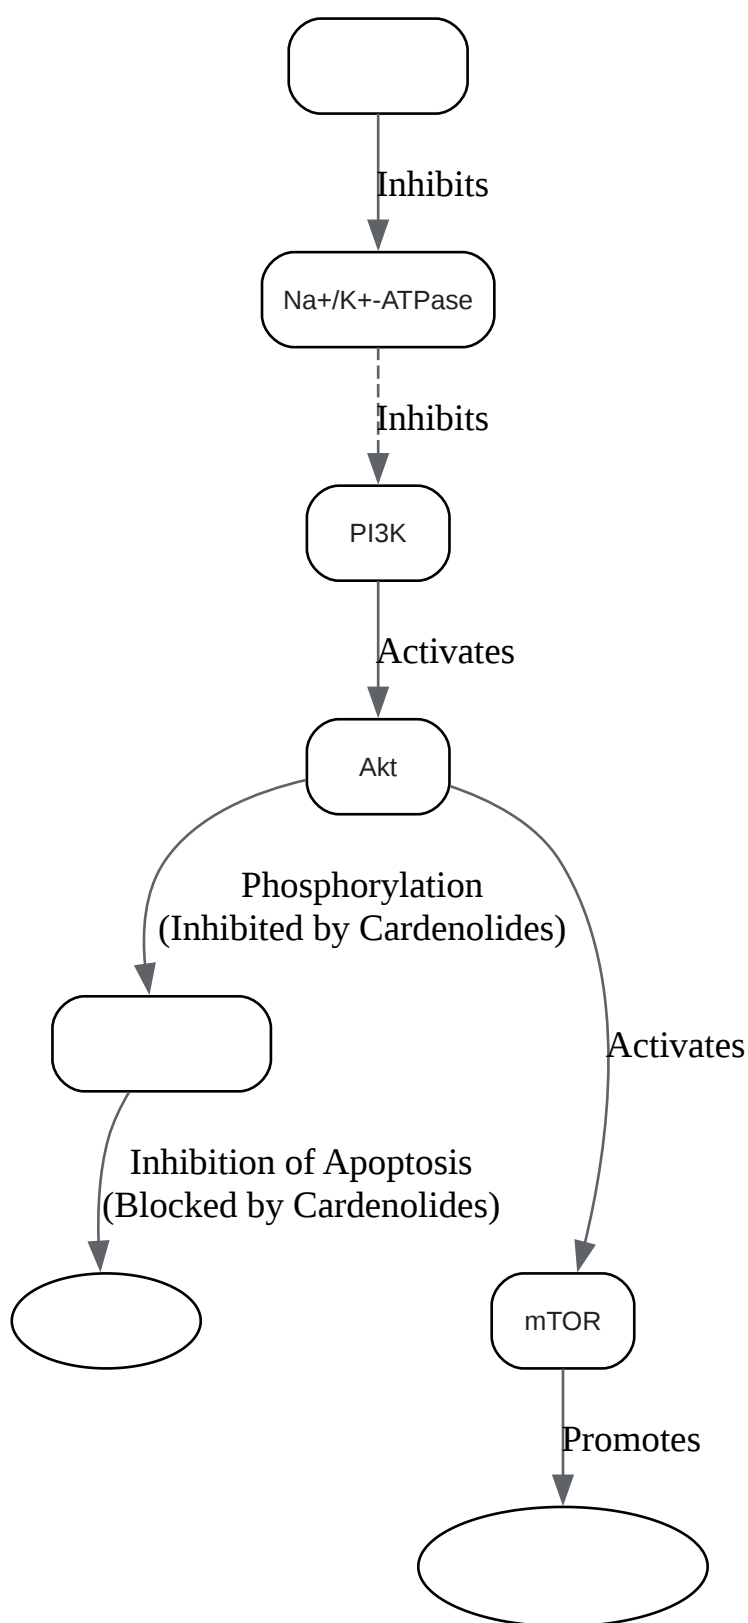 Inhibits
Na+/K+-ATPase
Inhibits
PI3K
Activates
Akt
Phosphorylation
(Inhibited by Cardenolides)
Activates
Inhibition of Apoptosis
(Blocked by Cardenolides)
mTOR
Promotes